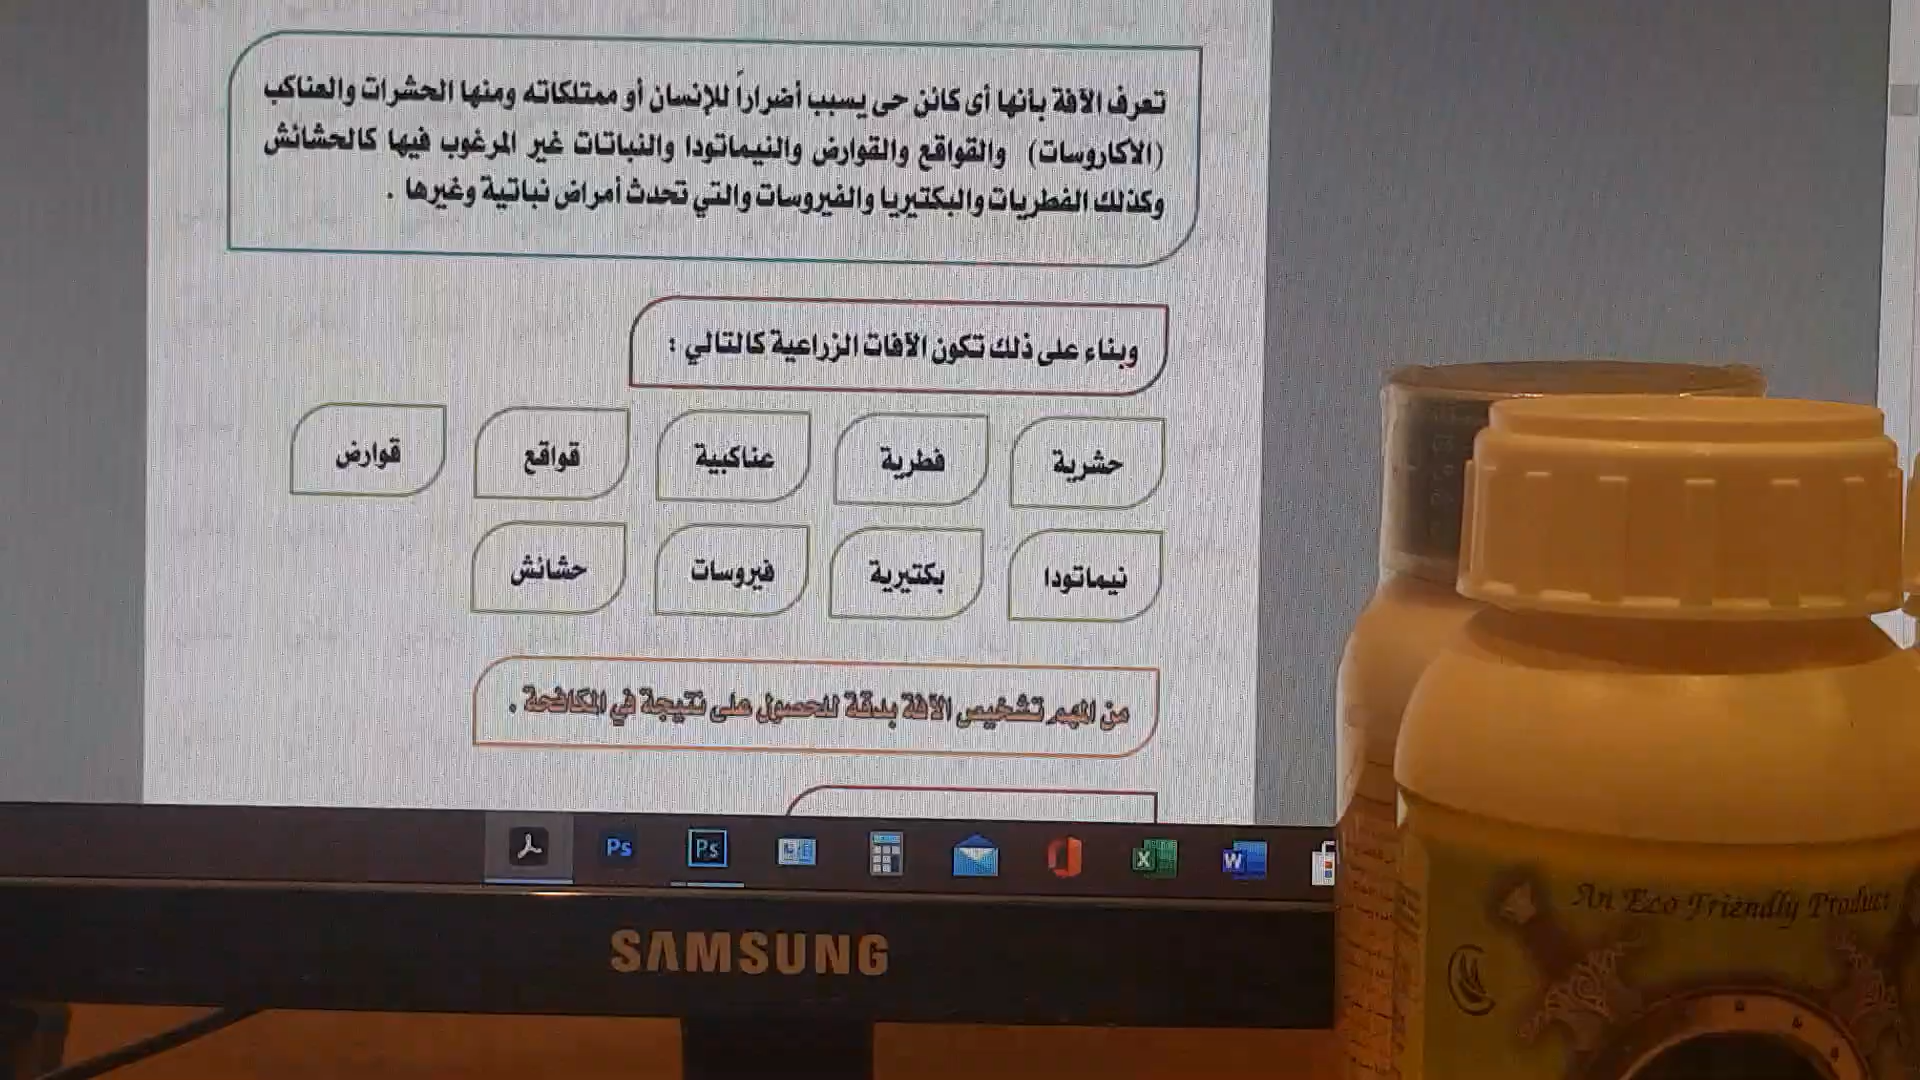 تعرف الآفة بأنها أى كائن حى يسبب أضراراً للإنسان أو ممتلكاته ومنها الحشرات والعناكب
(الأكاروسات) والقواقع والقوارض والنيماتودا والنباتات غير المرغوب فيها كالحشائش
وكذلك الفطريات والبكتيريا والفيروسات والتي تحدث أمراض نباتية وغيرها .
وبناء على ذلك تكون الآفات الزراعية كالتالي :
حشرية فطرية عناكبية قواقع قوارض
نيماتودا بكتيرية فيروسات حشائش
من المهم تشخيص الآفة بدقة للحصول على نتيجة في المكافحة .
Ps Ps X W
SAMSUNG
An Eco Friendly Product